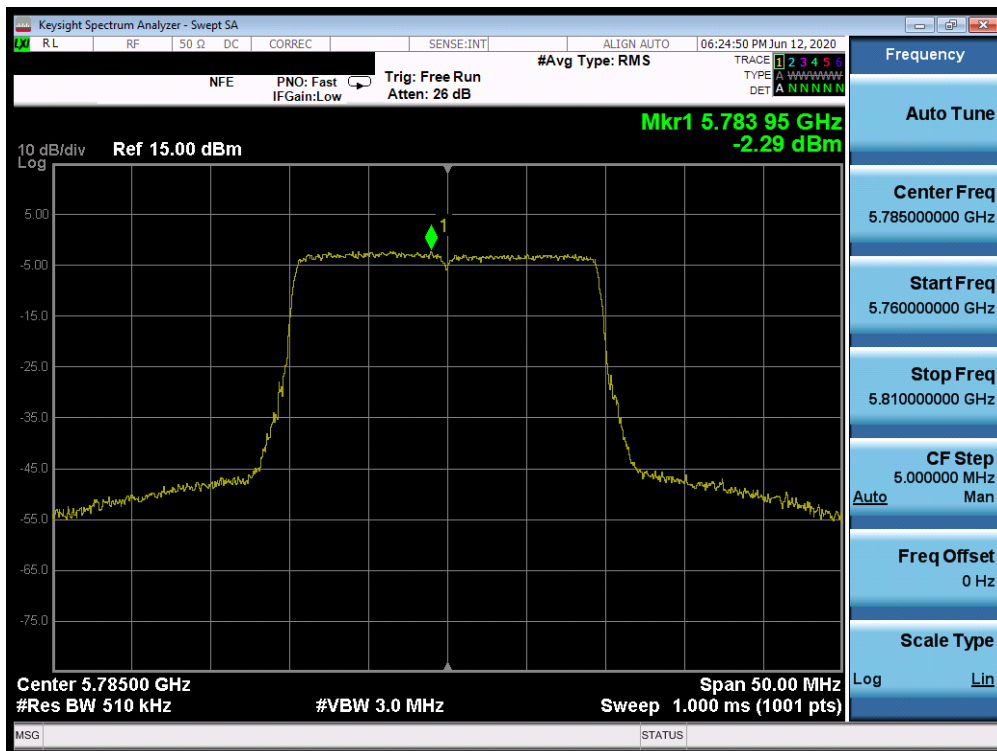 Keysight Spectrum Analyzer - Swept SA
LXI RL RF 50 Ω DC CORREC SENSE:INT ALIGN AUTO 06:24:50 PM Jun 12, 2020
NFE PNO: Fast IFGain:Low Trig: Free Run Atten: 26 dB #Avg Type: RMS
TRACE 1 2 3 4 5 6
TYPE A WWWWW
DET A N N N N N
Mkr1 5.783 95 GHz
-2.29 dBm
10 dB/div Ref 15.00 dBm
Log
1
5.00
-5.00
-15.0
-25.0
-35.0
-45.0
-55.0
-65.0
-75.0
Center 5.78500 GHz Span 50.00 MHz
#Res BW 510 kHz #VBW 3.0 MHz Sweep 1.000 ms (1001 pts)
MSG STATUS
Frequency
Auto Tune
Center Freq
5.785000000 GHz
Start Freq
5.760000000 GHz
Stop Freq
5.810000000 GHz
CF Step
5.000000 MHz
Auto Man
Freq Offset
0 Hz
Scale Type
Log Lin